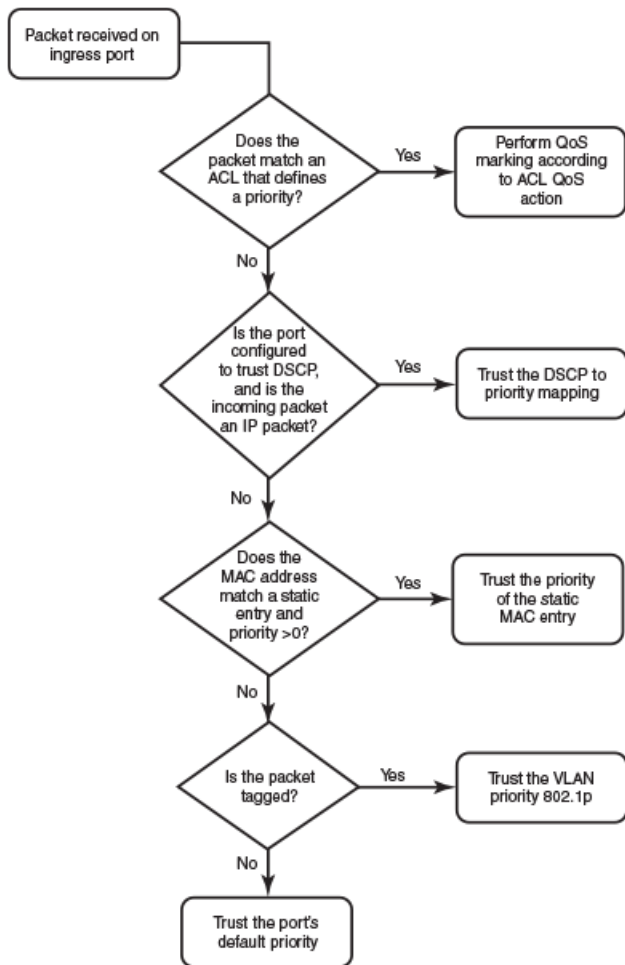 Packet received on
ingress port
Does the
packet match an
ACL that defines
a priority?
Yes
Perform QoS
marking according
to ACL QoS
action
No
Is the port
configured
to trust DSCP,
and is the
incoming packet
an IP packet?
Yes
Trust the DSCP to
priority mapping
No
Does the
MAC address
match a static
entry and
priority >0?
Yes
Trust the priority
of the static
MAC entry
No
Is the packet
tagged?
Yes
Trust the VLAN
priority 802.1p
No
Trust the port's
default priority